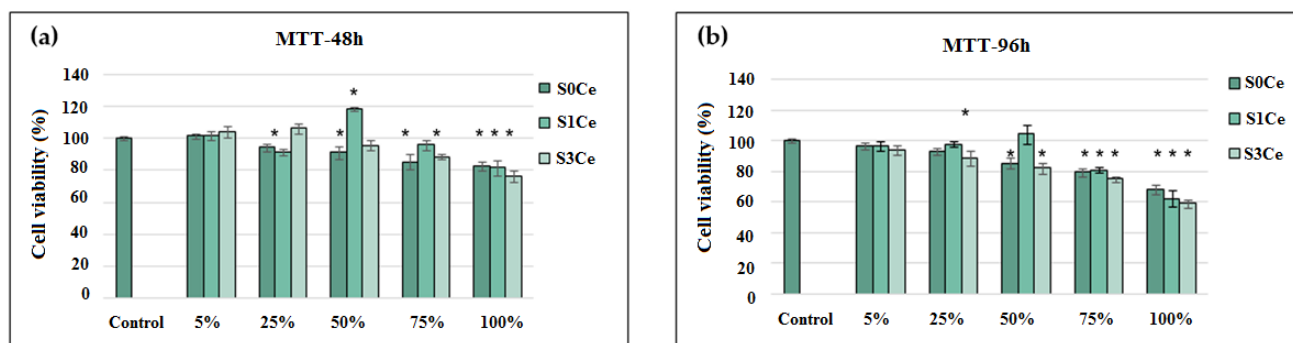 (a)
MTT-48h
140
120
100
80
60
40
20
0
Cell viability (%)
* * * * * * * *
Control 5% 25% 50% 75% 100%
S0Ce
S1Ce
S3Ce
(b)
MTT-96h
140
120
100
80
60
40
20
0
Cell viability (%)
* * * * * * * * *
Control 5% 25% 50% 75% 100%
S0Ce
S1Ce
S3Ce